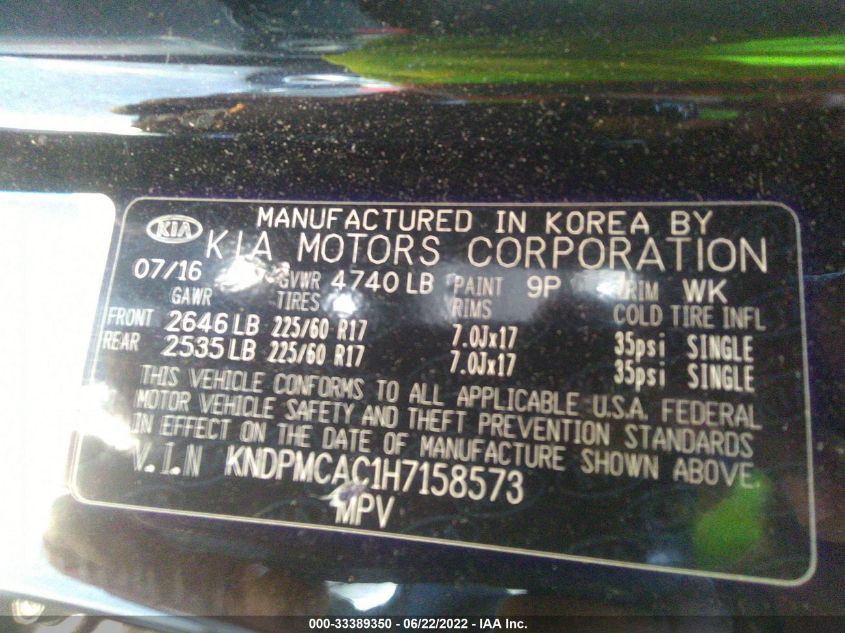 KIA MANUFACTURED IN KOREA BY
KIA MOTORS CORPORATION
07/16 GVWR 4740 LB PAINT 9P TRIM WK
GAWR TIRES RIMS COLD TIRE INFL
FRONT 2646 LB 225/60 R17 7.0Jx17 35psi SINGLE
REAR 2535 LB 225/60 R17 7.0Jx17 35psi SINGLE
THIS VEHICLE CONFORMS TO ALL APPLICABLE U.S.A. FEDERAL
MOTOR VEHICLE SAFETY AND THEFT PREVENTION STANDARDS
IN EFFECT ON THE DATE OF MANUFACTURE SHOWN ABOVE.
V.I.N KNDPMCAC1H7158573
MPV
000-33389350 - 06/22/2022 - IAA Inc.